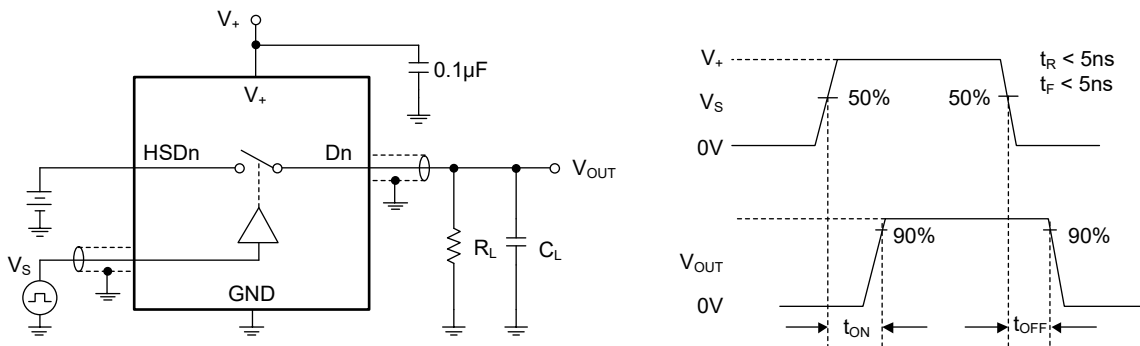 V+
0.1µF
V+
HSDn
Dn
VOUT
VS
RL
CL
GND
V+
tR < 5ns
tF < 5ns
VS
50%
50%
0V
90%
90%
VOUT
0V
tON
tOFF